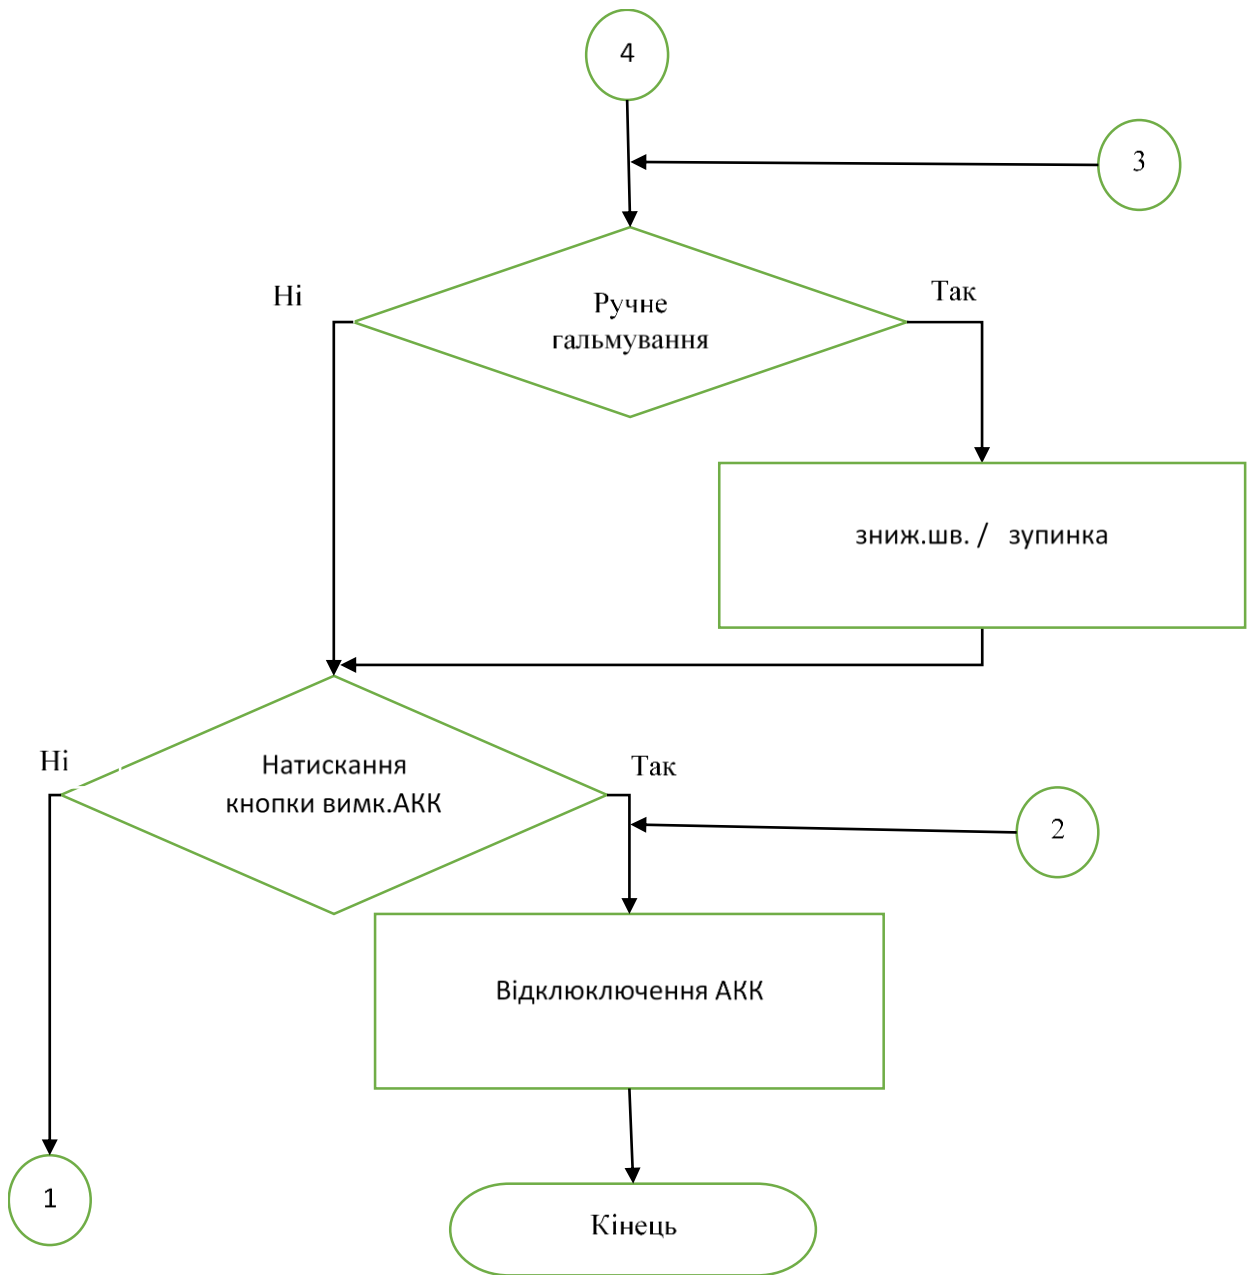 4
3
Ні
Так
Ручне
гальмування
зниж.шв. / зупинка
Ні
Так
Натискання
кнопки вимк.АКК
2
Відклюключення АКК
1
Кінець